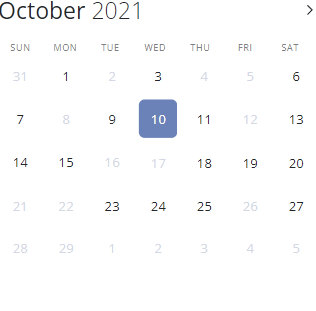 October 2021
SUN MON TUE WED THU FRI SAT
31 1 2 3 4 5 6
7 8 9 10 11 12 13
14 15 16 17 18 19 20
21 22 23 24 25 26 27
28 29 1 2 3 4 5